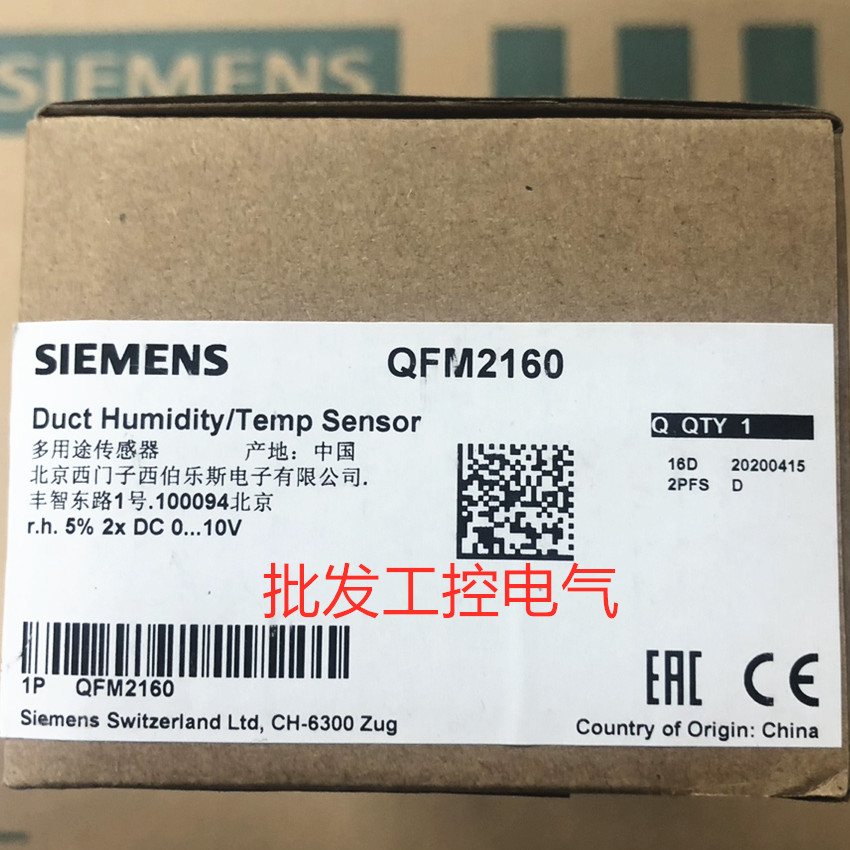 SIEMENS
SIEMENS QFM2160
Duct Humidity/Temp Sensor
Q QTY 1
多用途传感器 产地: 中国
16D 20200415
北京西门子西伯乐斯电子有限公司.
2PFS D
丰智东路1号.100094北京
r.h. 5% 2x DC 0...10V
批发工控电气
1P QFM2160
EAC CE
Siemens Switzerland Ltd, CH-6300 Zug
Country of Origin: China